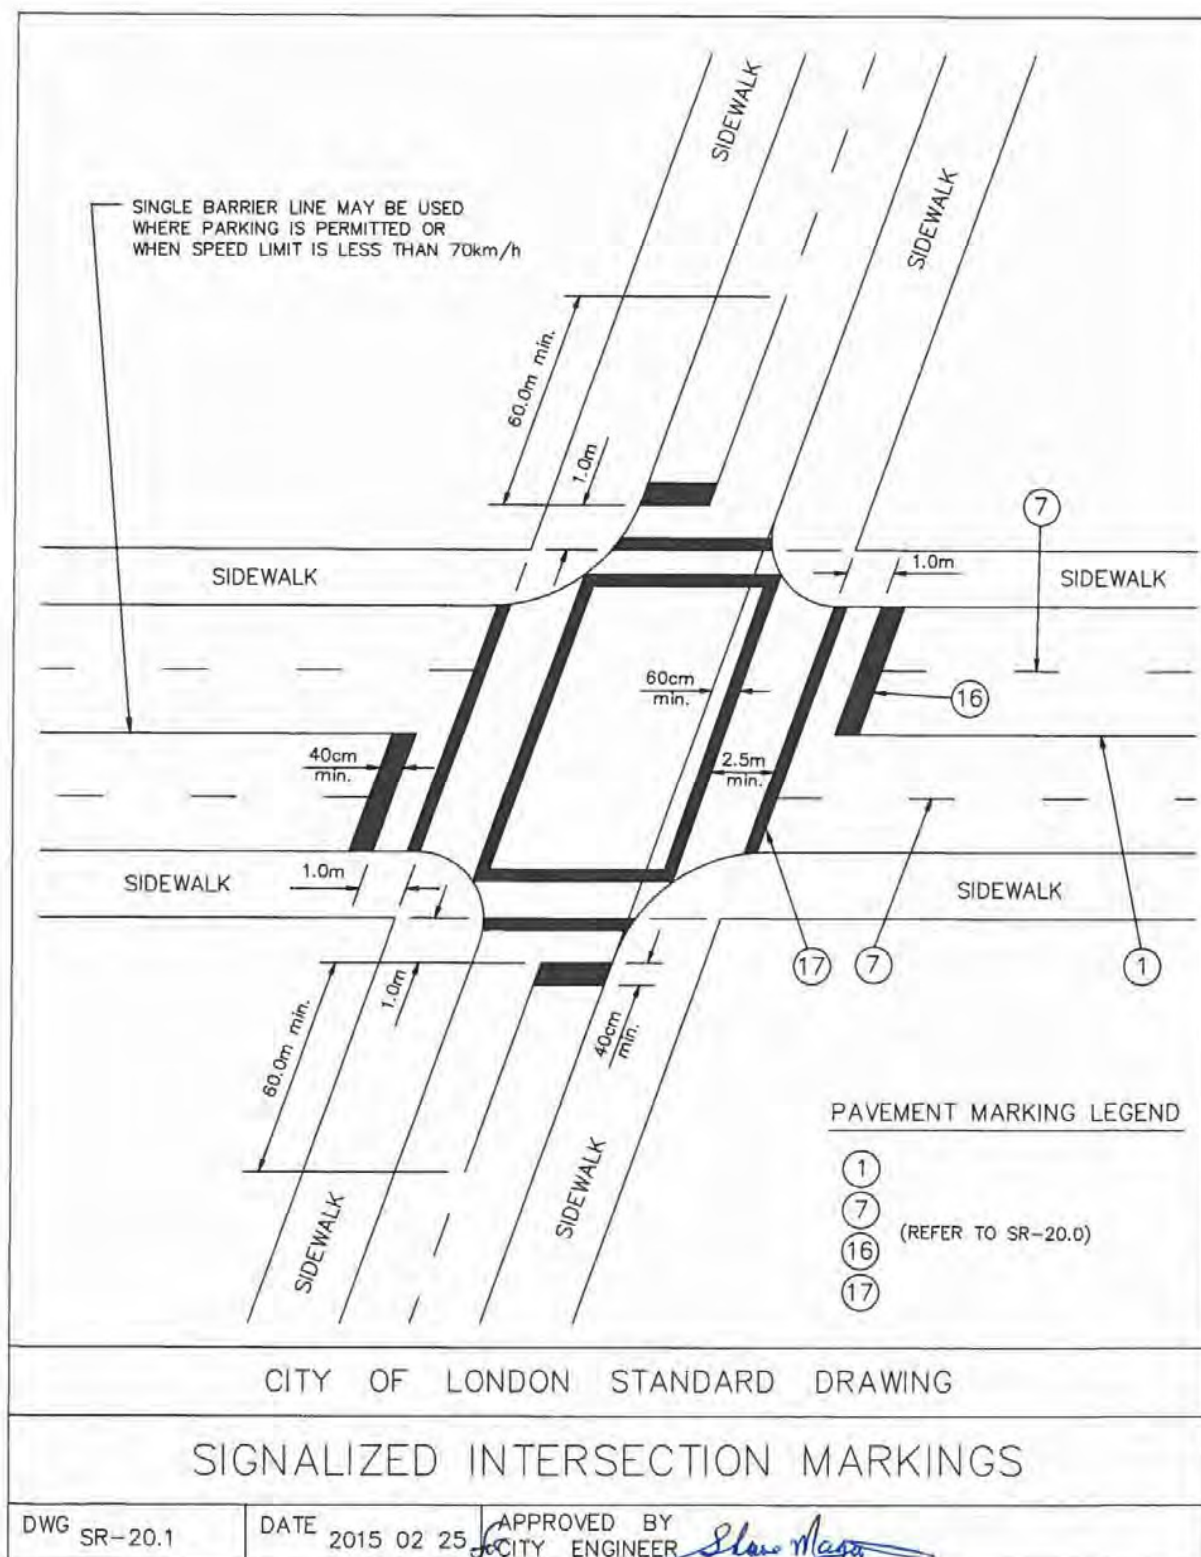 SIDEWALK
SIDEWALK
SINGLE BARRIER LINE MAY BE USED
WHERE PARKING IS PERMITTED OR
WHEN SPEED LIMIT IS LESS THAN 70km/h
60.0m min.
1.0m
7
SIDEWALK
1.0m
SIDEWALK
60cm
min.
16
40cm
min.
2.5m
min.
SIDEWALK
1.0m
SIDEWALK
17
7
1
1.0m
60.0m min.
40cm
min.
SIDEWALK
SIDEWALK
PAVEMENT MARKING LEGEND
1
7
16
17
(REFER TO SR-20.0)
CITY OF LONDON STANDARD DRAWING
SIGNALIZED INTERSECTION MARKINGS
DWG SR-20.1
DATE 2015 02 25
APPROVED BY
CITY ENGINEER